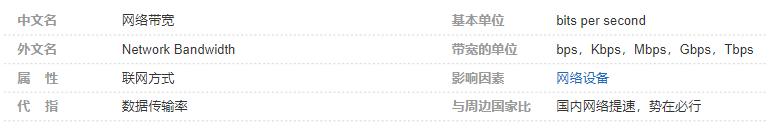 中文名 网络带宽 基本单位 bits per second
外文名 Network Bandwidth 带宽的单位 bps，Kbps，Mbps，Gbps，Tbps
属 性 联网方式 影响因素 网络设备
代 指 数据传输率 与周边国家比 国内网络提速，势在必行